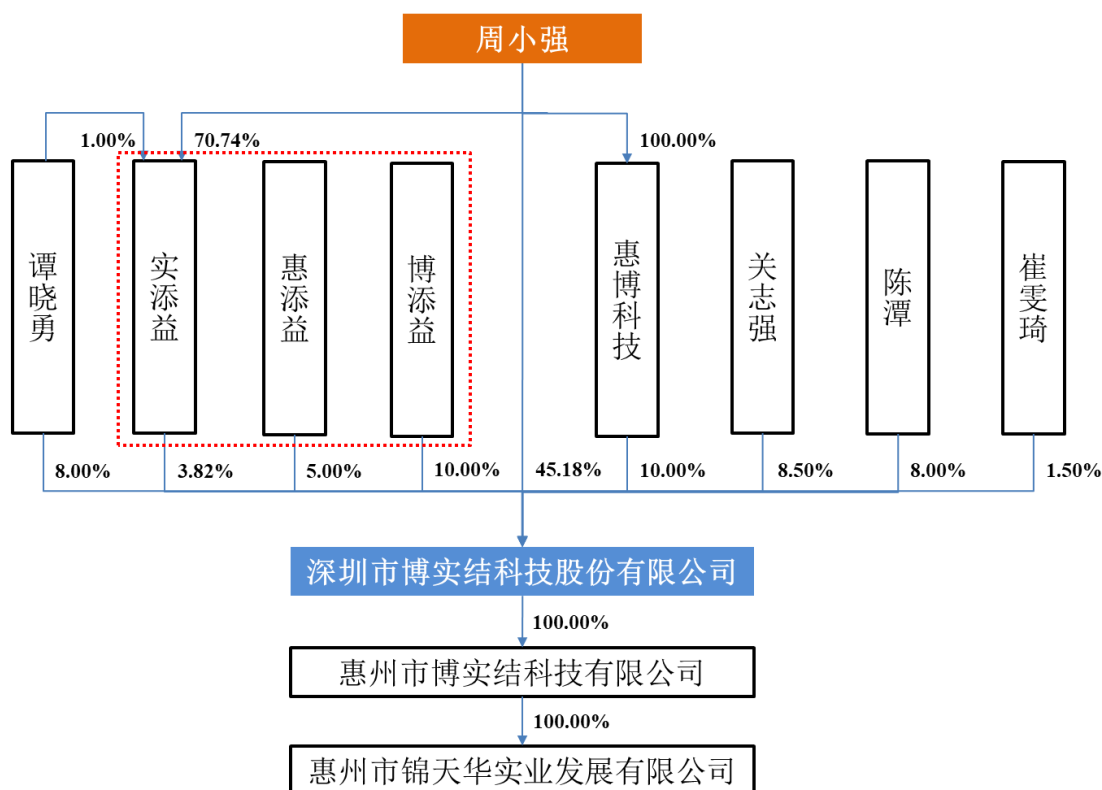 周小强
1.00%
70.74%
100.00%
谭晓勇
实添益
惠添益
博添益
惠博科技
关志强
陈潭
崔雯琦
8.00%
3.82%
5.00%
10.00%
45.18%
10.00%
8.50%
8.00%
1.50%
深圳市博实结科技股份有限公司
100.00%
惠州市博实结科技有限公司
100.00%
惠州市锦天华实业发展有限公司